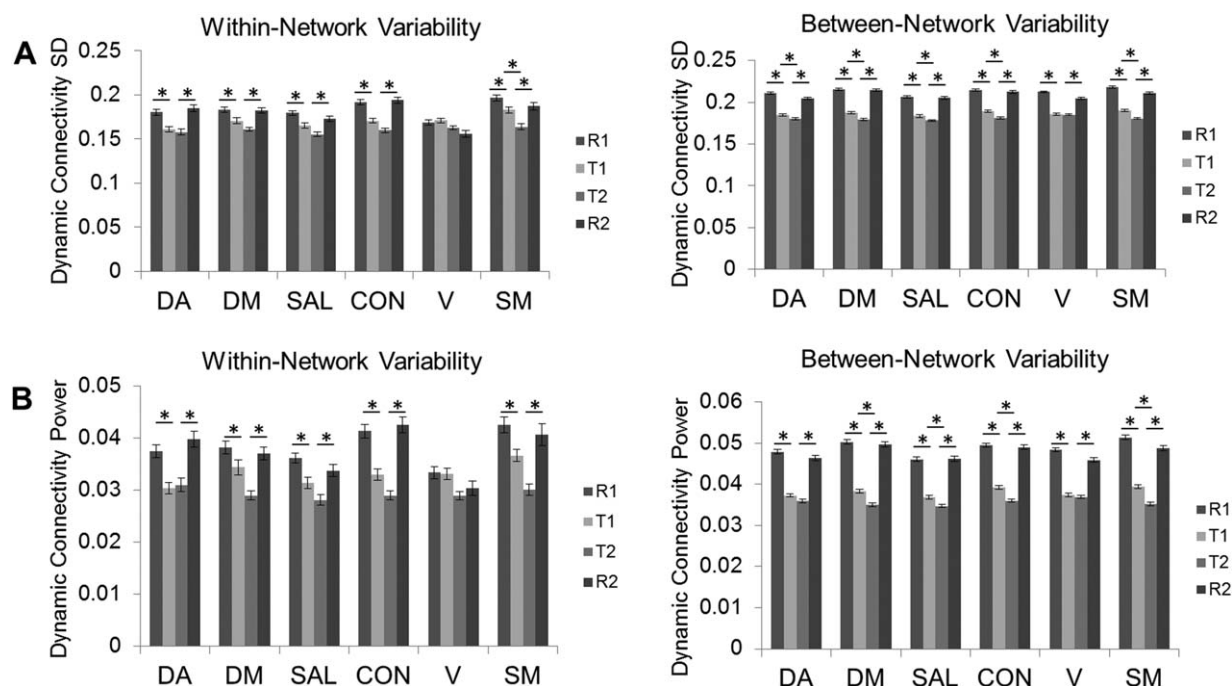 A
Within-Network Variability
Dynamic Connectivity SD
0.25
0.2
0.15
0.1
0.05
0
* * * * * * * * * * *
DA DM SAL CON V SM
R1
T1
T2
R2
Between-Network Variability
Dynamic Connectivity SD
0.25
0.2
0.15
0.1
0.05
0
* * * * *
* * * * * * * * * * * *
DA DM SAL CON V SM
R1
T1
T2
R2
B
Within-Network Variability
Dynamic Connectivity Power
0.05
0.04
0.03
0.02
0.01
0
* * * * * * * * * *
DA DM SAL CON V SM
R1
T1
T2
R2
Between-Network Variability
Dynamic Connectivity Power
0.06
0.05
0.04
0.03
0.02
0.01
0
* * * *
* * * * * * * * * * * *
DA DM SAL CON V SM
R1
T1
T2
R2